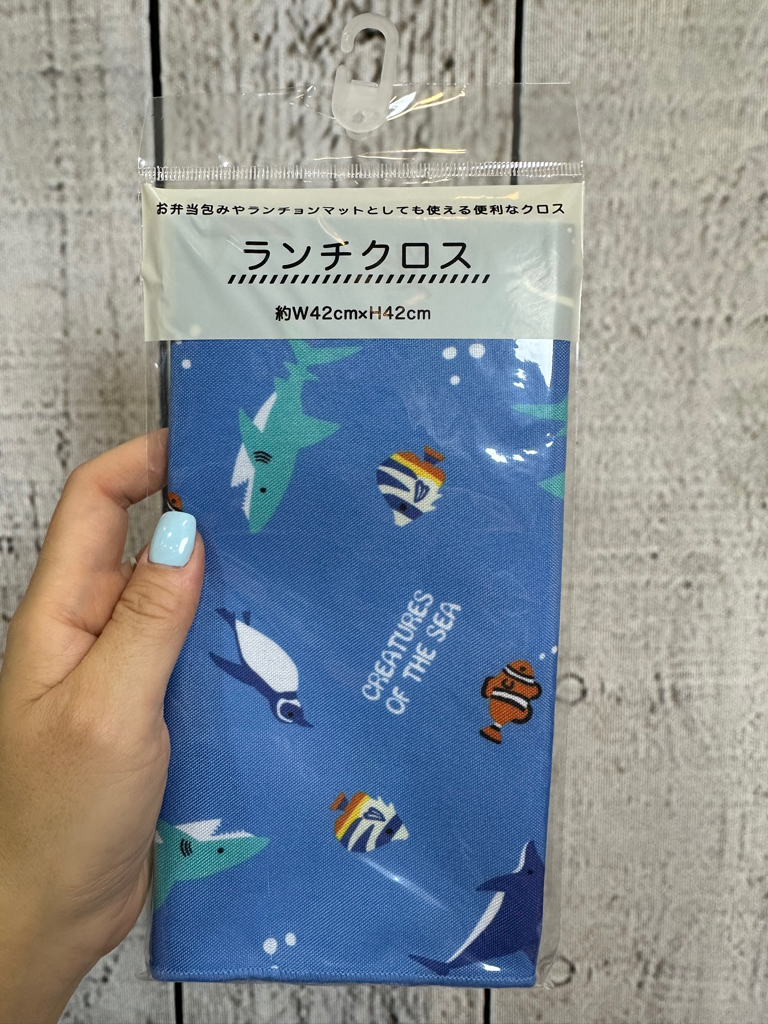 お弁当包みやランチョンマットとしても使える便利なクロス
ランチクロス
約W42cm×H42cm
CREATURES
OF THE SEA